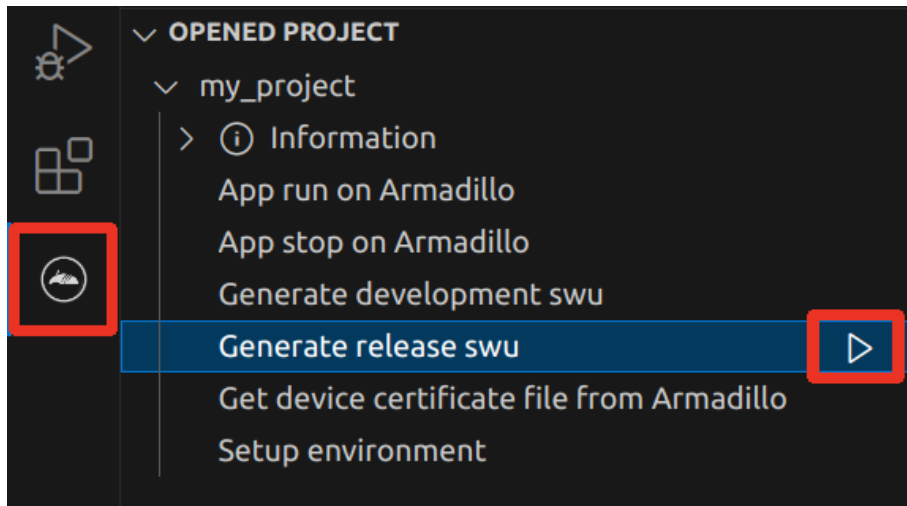 OPENED PROJECT
my_project
Information
App run on Armadillo
App stop on Armadillo
Generate development swu
Generate release swu
Get device certificate file from Armadillo
Setup environment